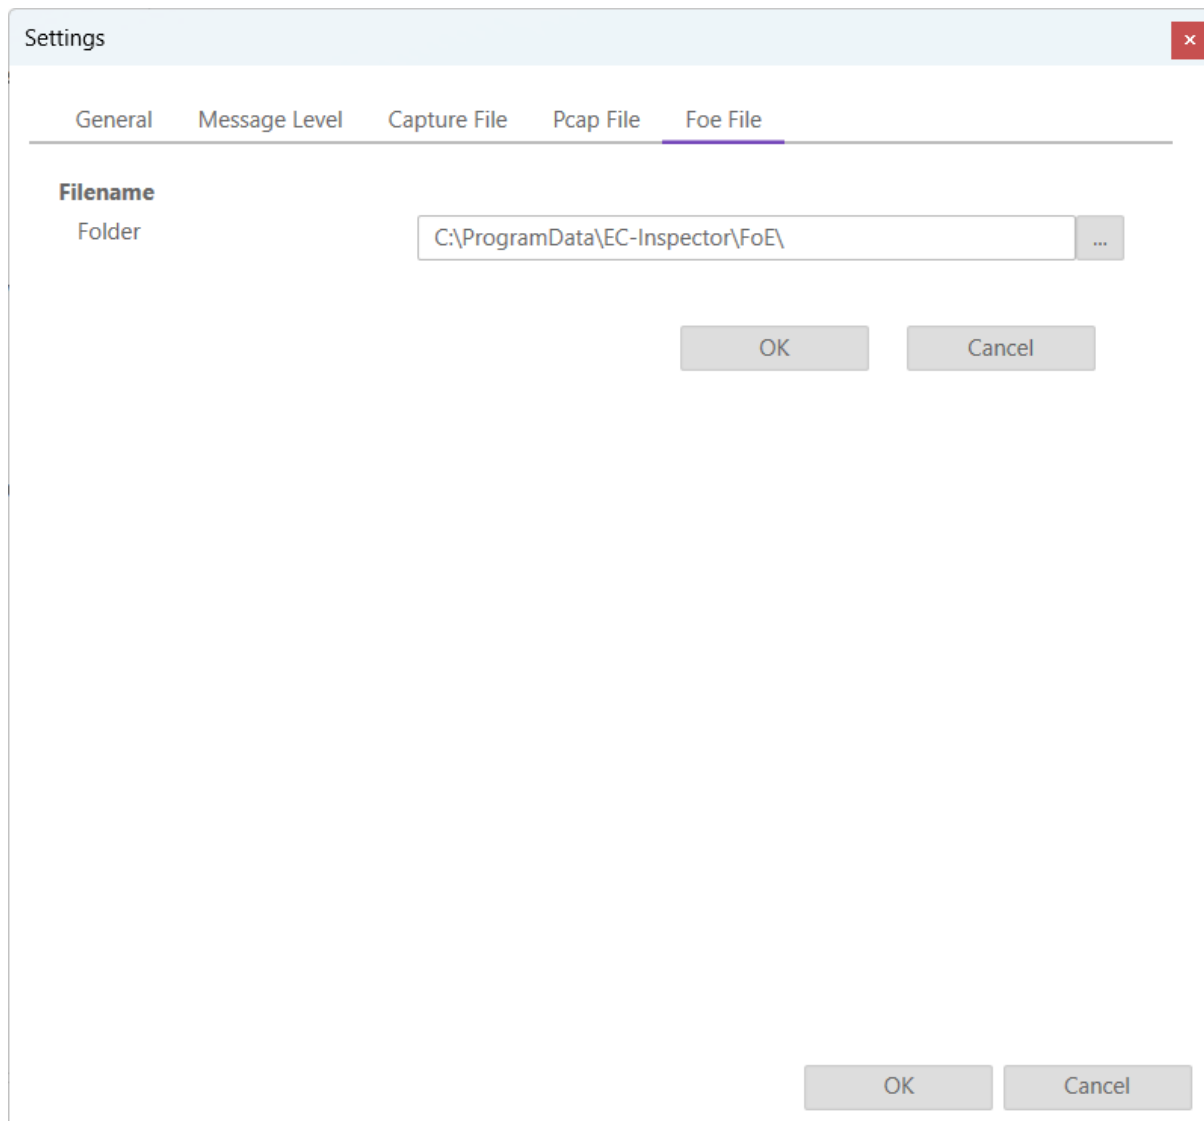 Settings
x
General Message Level Capture File Pcap File Foe File
Filename
Folder C:\ProgramData\EC-Inspector\FoE\ ...
OK Cancel
OK Cancel